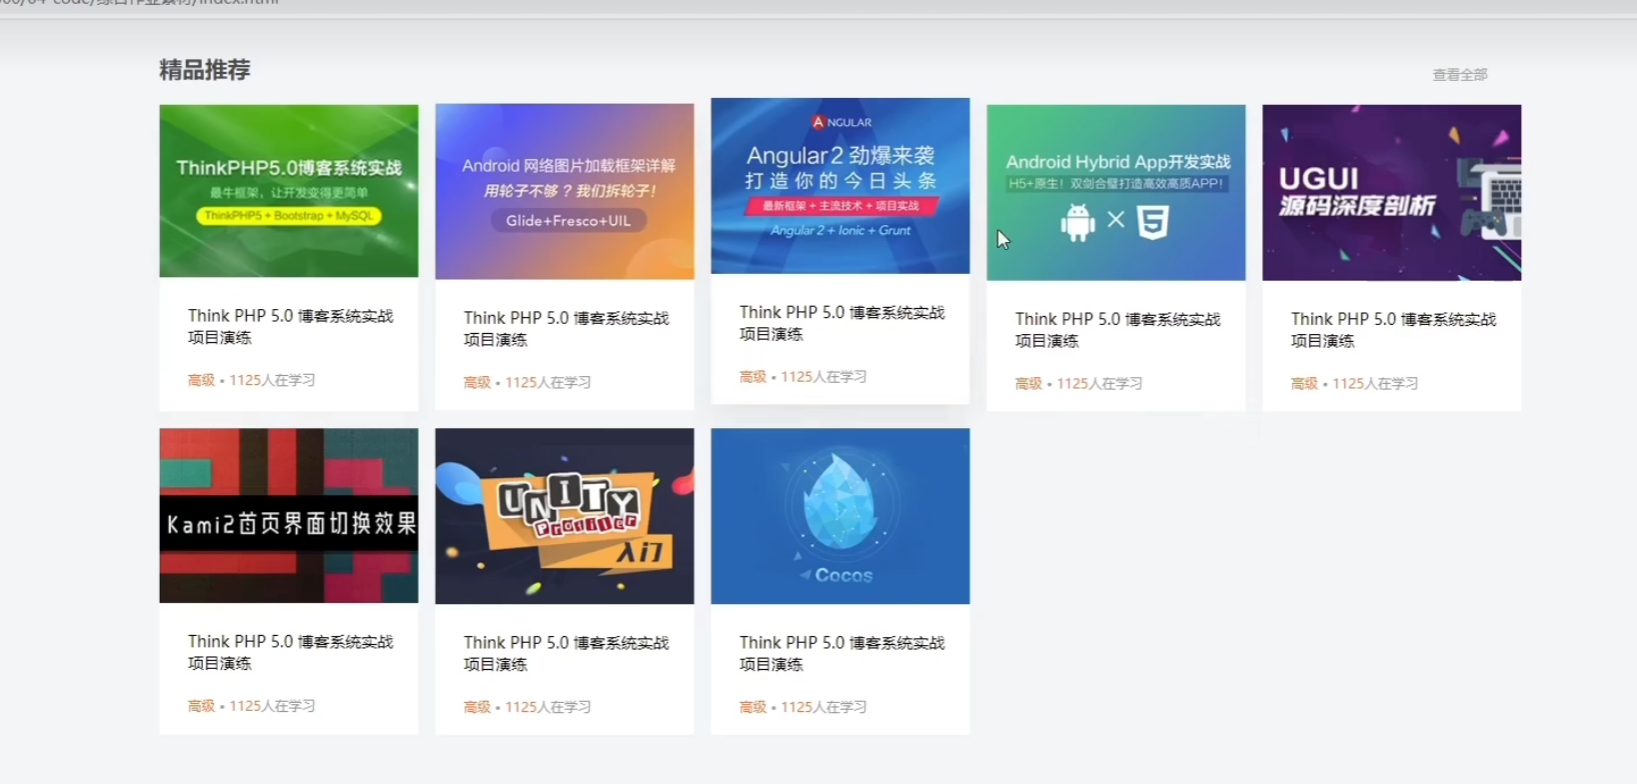 精品推荐
查看全部
ThinkPHP5.0博客系统实战
最牛框架，让开发变得更简单
ThinkPHP5 + Bootstrap + MySQL
Think PHP 5.0 博客系统实战
项目演练
高级 • 1125人在学习
Android 网络图片加载框架详解
用轮子不够？我们拆轮子！
Glide+Fresco+UIL
Think PHP 5.0 博客系统实战
项目演练
高级 • 1125人在学习
ANGULAR
Angular2 劲爆来袭
打造你的今日头条
最新框架 + 主流技术 + 项目实战
Angular 2 + Ionic + Grunt
Think PHP 5.0 博客系统实战
项目演练
高级 • 1125人在学习
Android Hybrid App开发实战
H5+原生！双剑合璧打造高效高质APP！
Think PHP 5.0 博客系统实战
项目演练
高级 • 1125人在学习
UGUI
源码深度剖析
Think PHP 5.0 博客系统实战
项目演练
高级 • 1125人在学习
Kami2首页界面切换效果
Think PHP 5.0 博客系统实战
项目演练
高级 • 1125人在学习
UNITY
Profiler
入门
Think PHP 5.0 博客系统实战
项目演练
高级 • 1125人在学习
Cocos
Think PHP 5.0 博客系统实战
项目演练
高级 • 1125人在学习